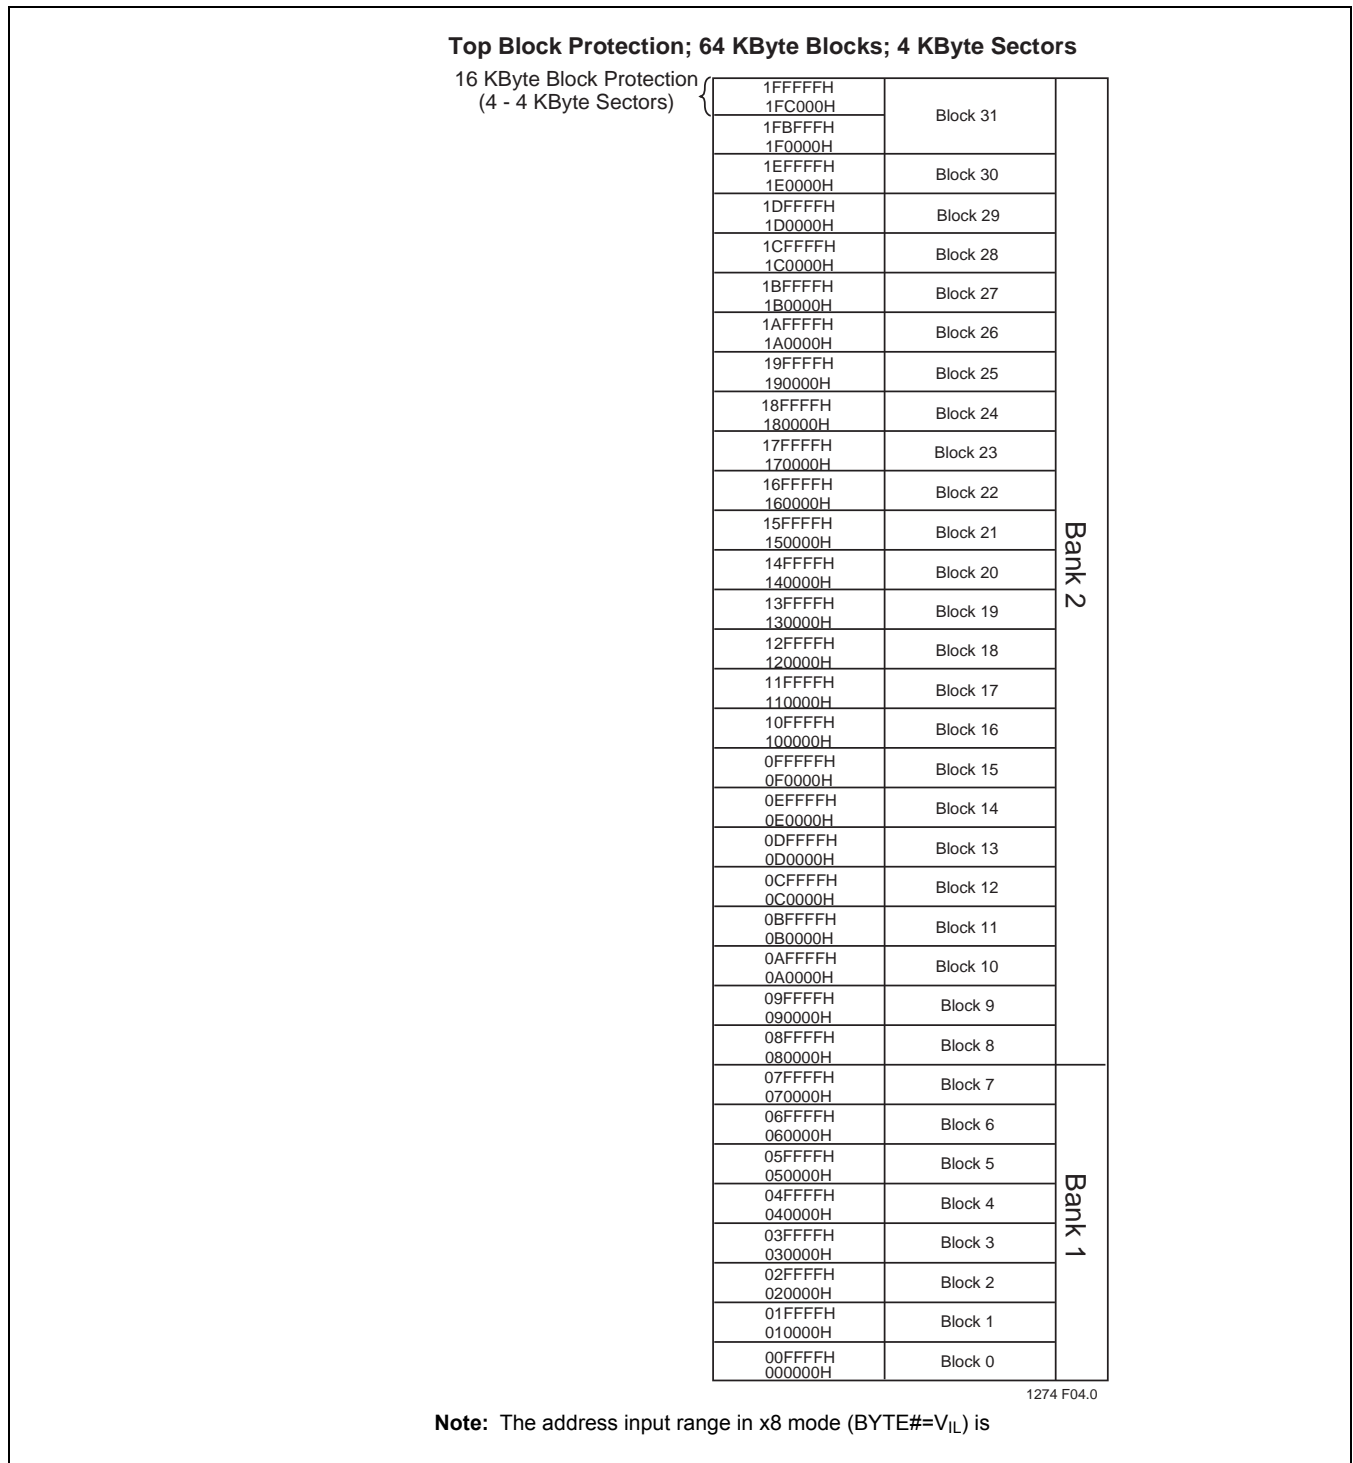 Top Block Protection; 64 KByte Blocks; 4 KByte Sectors
16 KByte Block Protection
(4 - 4 KByte Sectors)
1FFFFFH
1FC000H
Block 31
1FBFFFH
1F0000H
1EFFFFH
1E0000H
Block 30
1DFFFFH
1D0000H
Block 29
1CFFFFH
1C0000H
Block 28
1BFFFFH
1B0000H
Block 27
1AFFFFH
1A0000H
Block 26
19FFFFH
190000H
Block 25
18FFFFH
180000H
Block 24
17FFFFH
170000H
Block 23
16FFFFH
160000H
Block 22
15FFFFH
150000H
Block 21
14FFFFH
140000H
Block 20
13FFFFH
130000H
Block 19
12FFFFH
120000H
Block 18
11FFFFH
110000H
Block 17
10FFFFH
100000H
Block 16
0FFFFFH
0F0000H
Block 15
0EFFFFH
0E0000H
Block 14
0DFFFFH
0D0000H
Block 13
0CFFFFH
0C0000H
Block 12
0BFFFFH
0B0000H
Block 11
0AFFFFH
0A0000H
Block 10
09FFFFH
090000H
Block 9
08FFFFH
080000H
Block 8
Bank 2
07FFFFH
070000H
Block 7
06FFFFH
060000H
Block 6
05FFFFH
050000H
Block 5
04FFFFH
040000H
Block 4
03FFFFH
030000H
Block 3
02FFFFH
020000H
Block 2
01FFFFH
010000H
Block 1
00FFFFH
000000H
Block 0
Bank 1
1274 F04.0
Note: The address input range in x8 mode (BYTE#=VIL) is